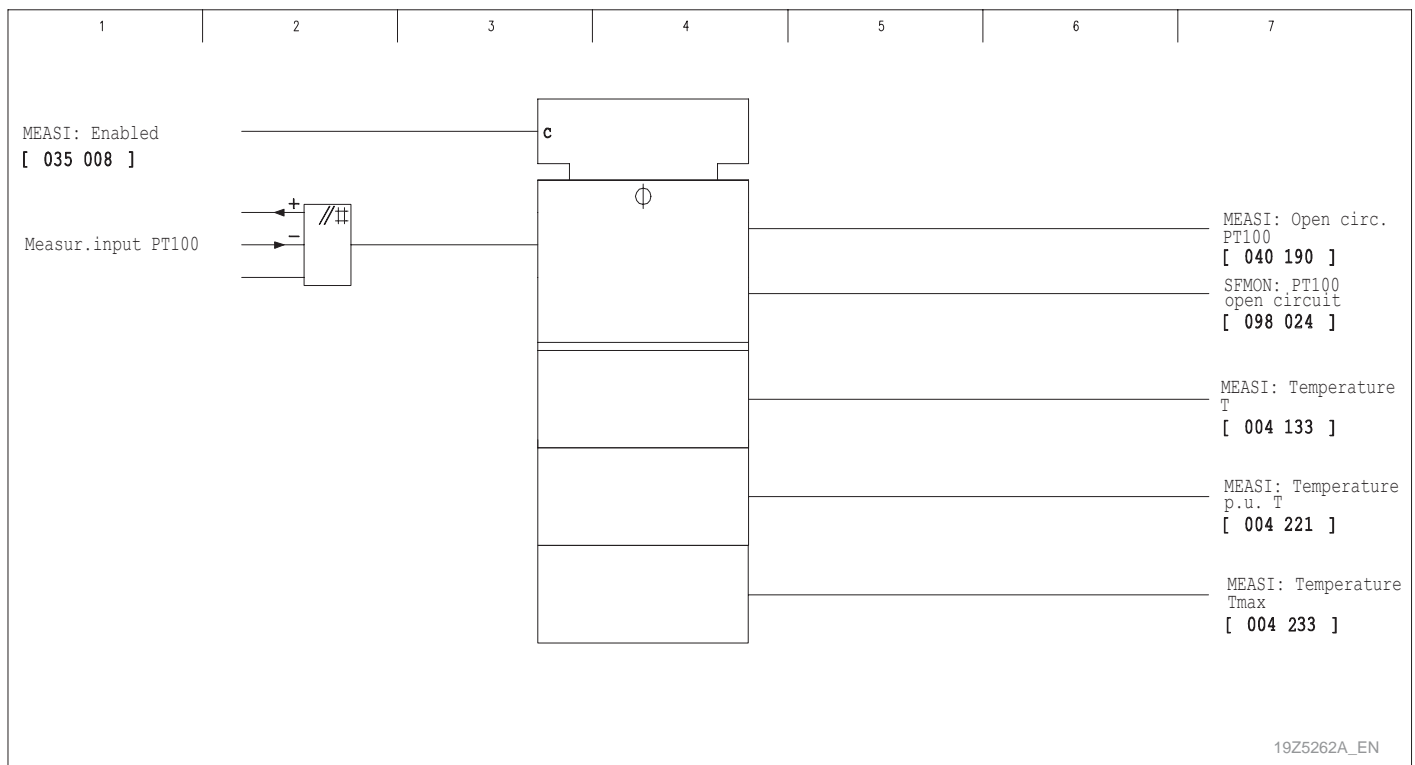 1 2 3 4 5 6 7
MEASI: Enabled
[ 035 008 ]
c
+
//#
Φ
Measur.input PT100
−
MEASI: Open circ.
PT100
[ 040 190 ]
SFMON: PT100
open circuit
[ 098 024 ]
MEASI: Temperature
T
[ 004 133 ]
MEASI: Temperature
p.u. T
[ 004 221 ]
MEASI: Temperature
Tmax
[ 004 233 ]
19Z5262A_EN